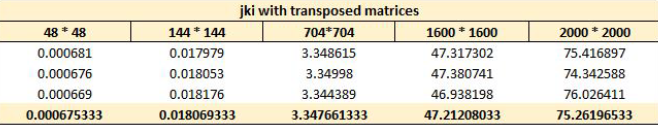 jki with transposed matrices
48 * 48 144 * 144 704*704 1600 * 1600 2000 * 2000
0.000681 0.017979 3.348615 47.317302 75.416897
0.000676 0.018053 3.34998 47.380741 74.342588
0.000669 0.018176 3.344389 46.938198 76.026411
0.000675333 0.018069333 3.347661333 47.21208033 75.26196533